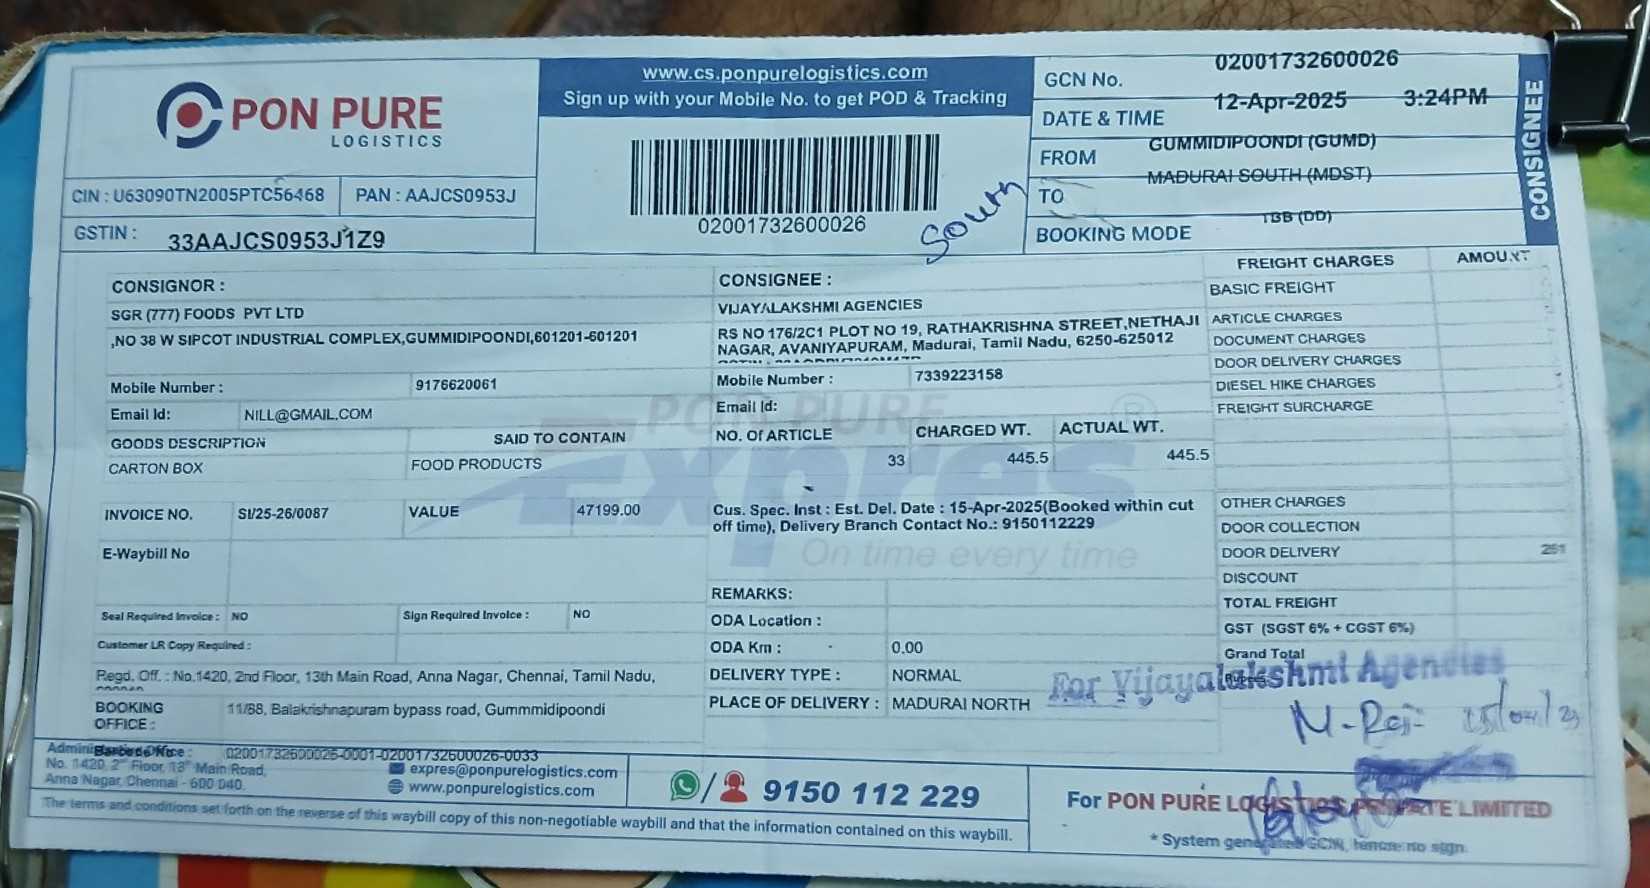 PON PURE
LOGISTICS
CIN : U63090TN2005PTC56468 PAN : AAJCS0953J
GSTIN : 33AAJCS0953J1Z9
www.cs.ponpurelogistics.com
Sign up with your Mobile No. to get POD & Tracking
02001732600026
South
GCN No. 02001732600026
DATE & TIME 12-Apr-2025 3:24PM
FROM GUMMIDIPOONDI (GUMD)
TO MADURAI SOUTH (MDST)
BOOKING MODE TBB (DD)
CONSIGNEE
CONSIGNOR :
SGR (777) FOODS PVT LTD
,NO 38 W SIPCOT INDUSTRIAL COMPLEX,GUMMIDIPOONDI,601201-601201
Mobile Number : 9176620061
Email Id: NILL@GMAIL.COM
GOODS DESCRIPTION SAID TO CONTAIN
CARTON BOX FOOD PRODUCTS
CONSIGNEE :
VIJAYALAKSHMI AGENCIES
RS NO 176/2C1 PLOT NO 19, RATHAKRISHNA STREET,NETHAJI
NAGAR, AVANIYAPURAM, Madurai, Tamil Nadu, 6250-625012
Mobile Number : 7339223158
Email Id:
NO. Of ARTICLE CHARGED WT. ACTUAL WT.
33 445.5 445.5
PON PURE
Expres
On time every time
FREIGHT CHARGES AMOUNT
BASIC FREIGHT
ARTICLE CHARGES
DOCUMENT CHARGES
DOOR DELIVERY CHARGES
DIESEL HIKE CHARGES
FREIGHT SURCHARGE
OTHER CHARGES
DOOR COLLECTION
DOOR DELIVERY 251
DISCOUNT
TOTAL FREIGHT
GST (SGST 6% + CGST 6%)
Grand Total
INVOICE NO. SI/25-26/0087 VALUE 47199.00
E-Waybill No
Seal Required Invoice : NO Sign Required Invoice : NO
Customer LR Copy Required :
Regd. Off. : No.1420, 2nd Floor, 13th Main Road, Anna Nagar, Chennai, Tamil Nadu,
BOOKING OFFICE : 11/88, Balakrishnapuram bypass road, Gummmidipoondi
Cus. Spec. Inst : Est. Del. Date : 15-Apr-2025(Booked within cut
off time), Delivery Branch Contact No.: 9150112229
REMARKS:
ODA Location :
ODA Km : 0.00
DELIVERY TYPE : NORMAL
PLACE OF DELIVERY : MADURAI NORTH
For Vijayalakshmi Agencies
Barcode No : 02001732600026-0001-02001732600026-0033
Administrative Office :
No. 1420, 2nd Floor, 13th Main Road,
Anna Nagar, Chennai - 600 040.
expres@ponpurelogistics.com
www.ponpurelogistics.com
9150 112 229
The terms and conditions set forth on the reverse of this waybill copy of this non-negotiable waybill and that the information contained on this waybill.
For PON PURE LOGISTICS PRIVATE LIMITED
* System generated GCN, hence no sign.